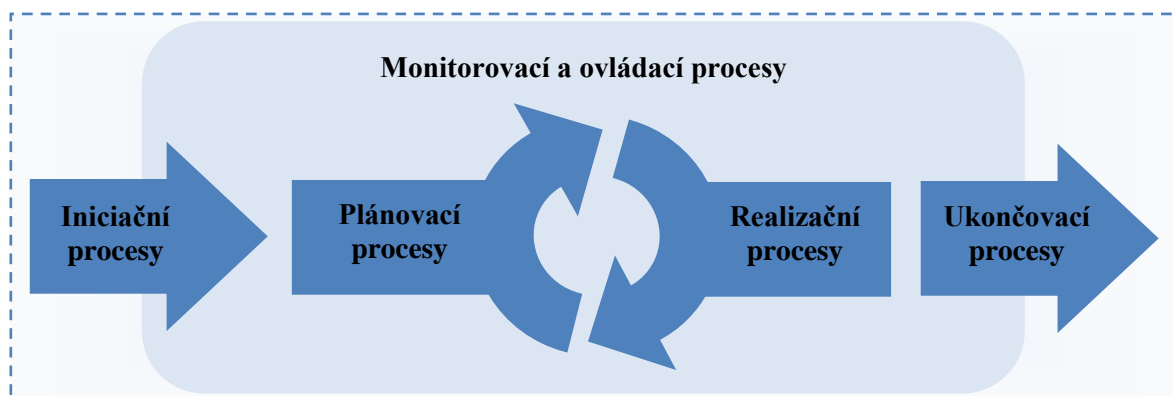 Monitorovací a ovládací procesy
Iniciační
procesy
Plánovací
procesy
Realizační
procesy
Ukončovací
procesy